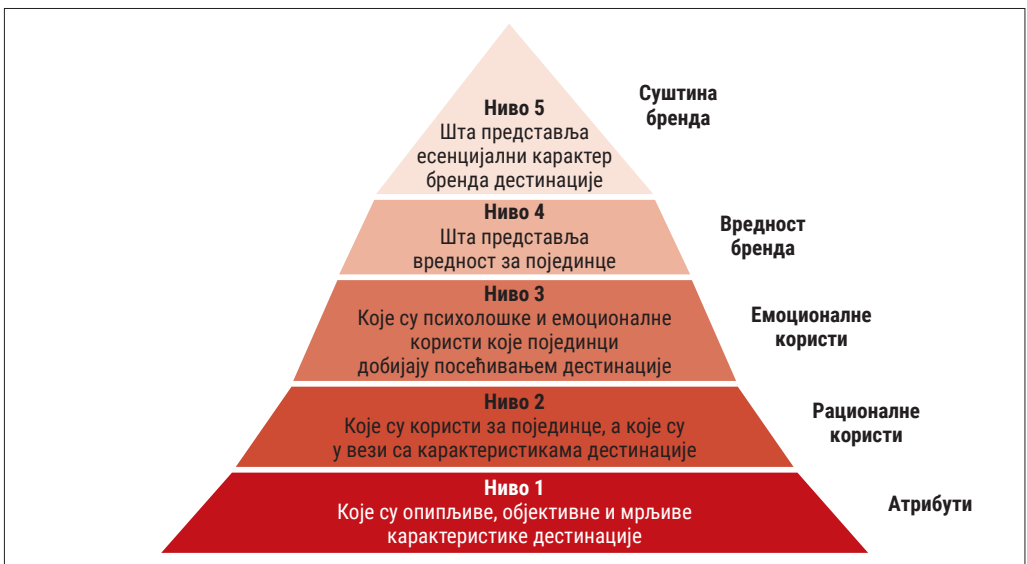 Ниво 5
Шта представља
есенцијални карактер
бренда дестинације
Суштина
бренда
Ниво 4
Шта представља
вредност за појединце
Вредност
бренда
Ниво 3
Које су психолошке и емоционалне
користи које појединци
добијају посећивањем дестинације
Емоционалне
користи
Ниво 2
Које су користи за појединце, а које су
у вези са карактеристикама дестинације
Рационалне
користи
Ниво 1
Које су опипљиве, објективне и мрљиве
карактеристике дестинације
Атрибути